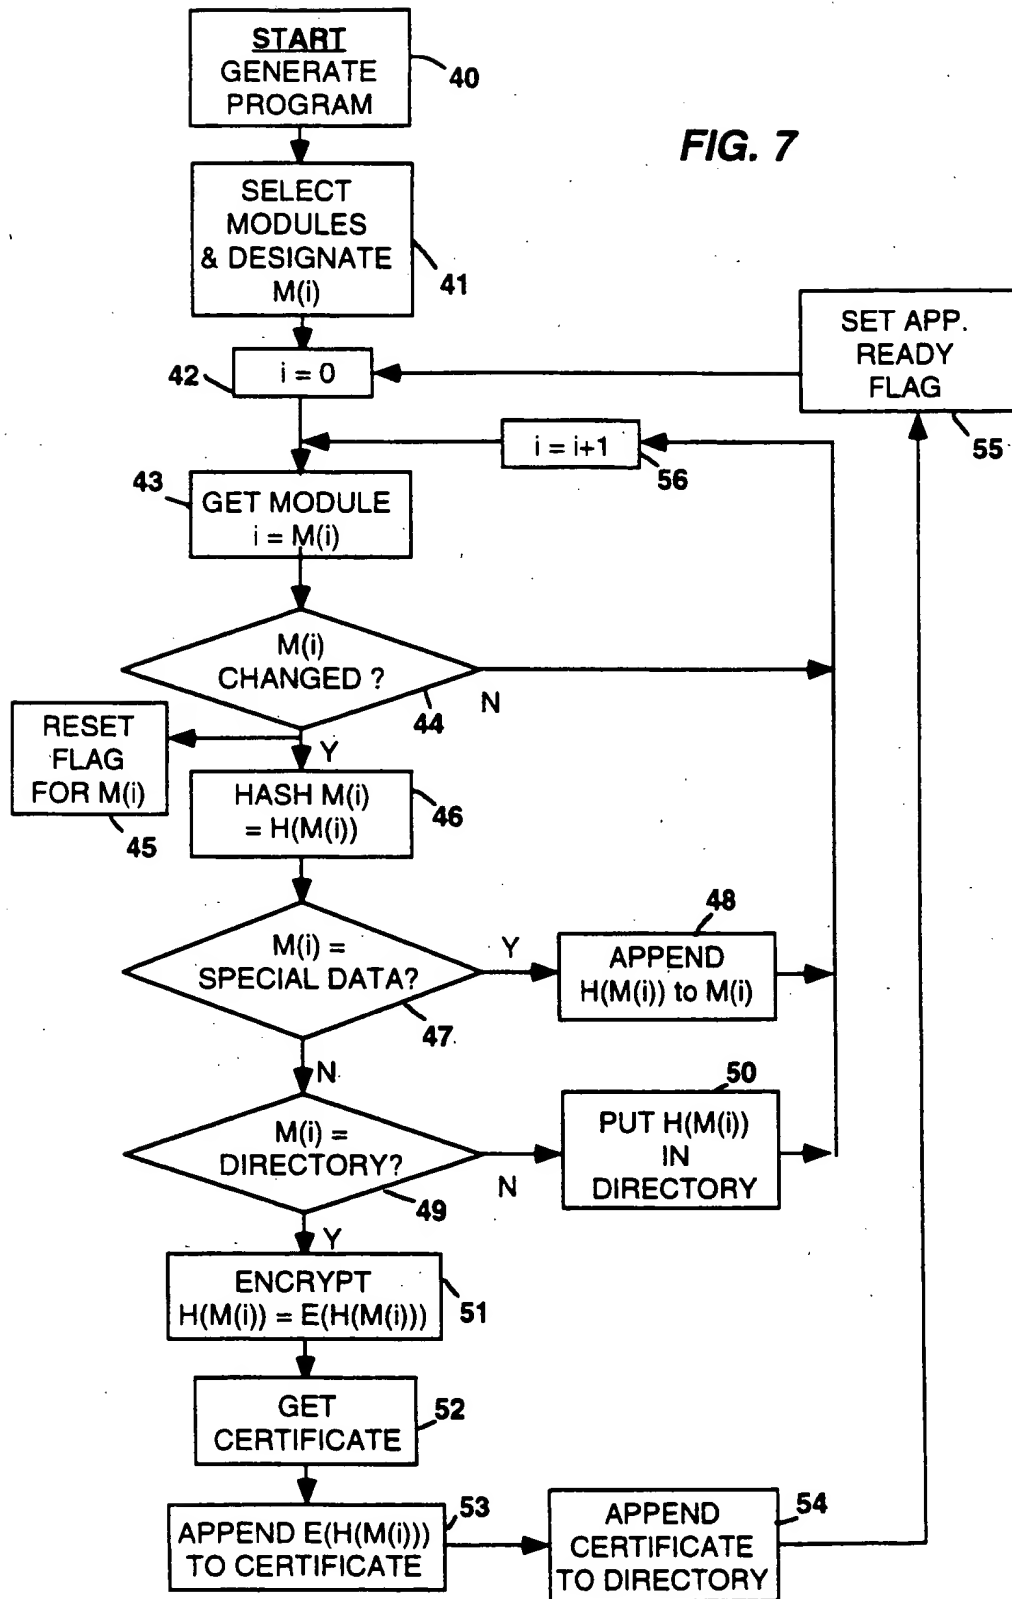 START
GENERATE
PROGRAM
40
FIG. 7
SELECT
MODULES
& DESIGNATE
M(i)
41
SET APP.
READY
FLAG
55
42
i = 0
i = i+1
56
43
GET MODULE
i = M(i)
M(i)
CHANGED ?
44
N
Y
RESET
FLAG
FOR M(i)
45
HASH M(i)
= H(M(i))
46
M(i) =
SPECIAL DATA?
47
Y
N
48
APPEND
H(M(i)) to M(i)
M(i) =
DIRECTORY?
49
N
Y
50
PUT H(M(i))
IN
DIRECTORY
ENCRYPT
H(M(i)) = E(H(M(i)))
51
GET
CERTIFICATE
52
APPEND E(H(M(i)))
TO CERTIFICATE
53
APPEND
CERTIFICATE
TO DIRECTORY
54